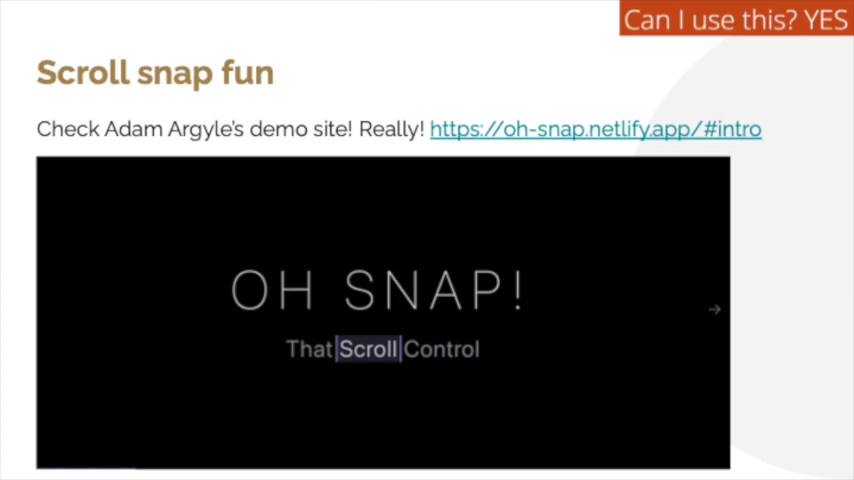 Can I use this? YES
Scroll snap fun
Check Adam Argyle's demo site! Really! https://oh-snap.netlify.app/#intro
OH SNAP!
→
That Scroll Control